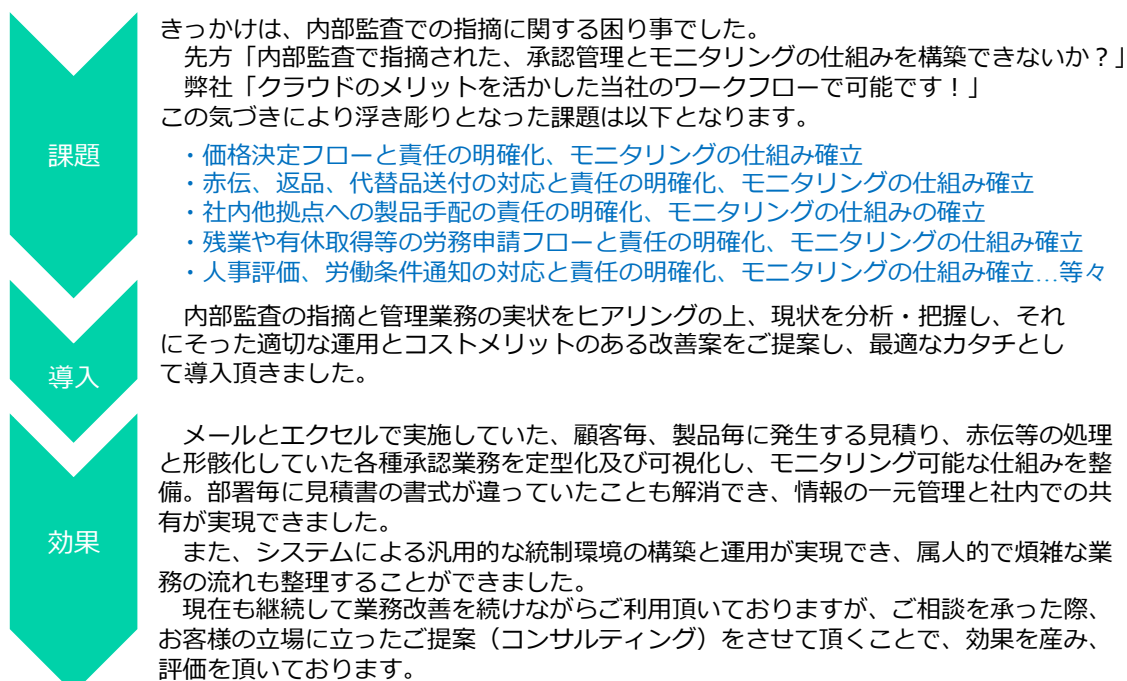 きっかけは、内部監査での指摘に関する困り事でした。
先方「内部監査で指摘された、承認管理とモニタリングの仕組みを構築できないか?」
弊社「クラウドのメリットを活かした当社のワークフローで可能です!」
この気づきにより浮き彫りとなった課題は以下となります。
課題
・価格決定フローと責任の明確化、モニタリングの仕組み確立
・赤伝、返品、代替品送付の対応と責任の明確化、モニタリングの仕組み確立
・社内他拠点への製品手配の責任の明確化、モニタリングの仕組みの確立
・残業や有休取得等の労務申請フローと責任の明確化、モニタリングの仕組み確立
・人事評価、労働条件通知の対応と責任の明確化、モニタリングの仕組み確立…等々
内部監査の指摘と管理業務の実状をヒアリングの上、現状を分析・把握し、それ
にそった適切な運用とコストメリットのある改善案をご提案し、最適なカタチとし
導入
て導入頂きました。
メールとエクセルで実施していた、顧客毎、製品毎に発生する見積り、赤伝等の処理
と形骸化していた各種承認業務を定型化及び可視化し、モニタリング可能な仕組みを整
備。部署毎に見積書の書式が違っていたことも解消でき、情報の一元管理と社内での共
有が実現できました。
効果
また、システムによる汎用的な統制環境の構築と運用が実現でき、属人的で煩雑な業
務の流れも整理することができました。
現在も継続して業務改善を続けながらご利用頂いておりますが、ご相談を承った際、
お客様の立場に立ったご提案(コンサルティング)をさせて頂くことで、効果を産み、
評価を頂いております。